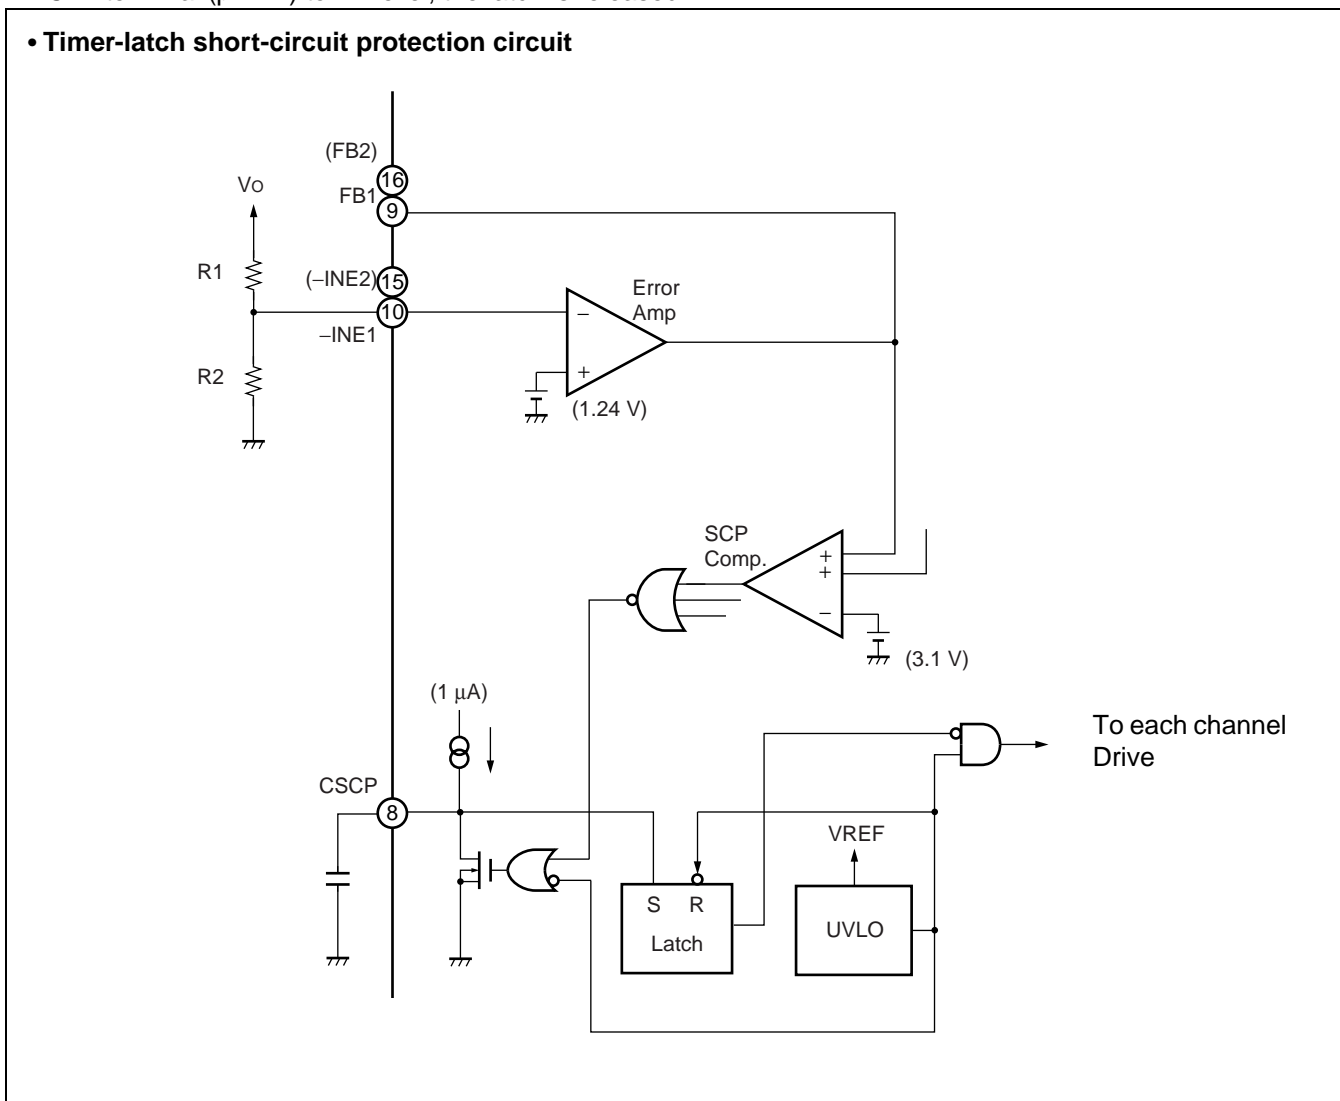 • Timer-latch short-circuit protection circuit
(FB2)
16
VO
FB1
9
R1
(−INE2)
15
10
−INE1
Error
Amp
−
+
(1.24 V)
R2
SCP
Comp.
+
+
−
(3.1 V)
(1 μA)
To each channel
Drive
CSCP
8
VREF
S R
Latch
UVLO